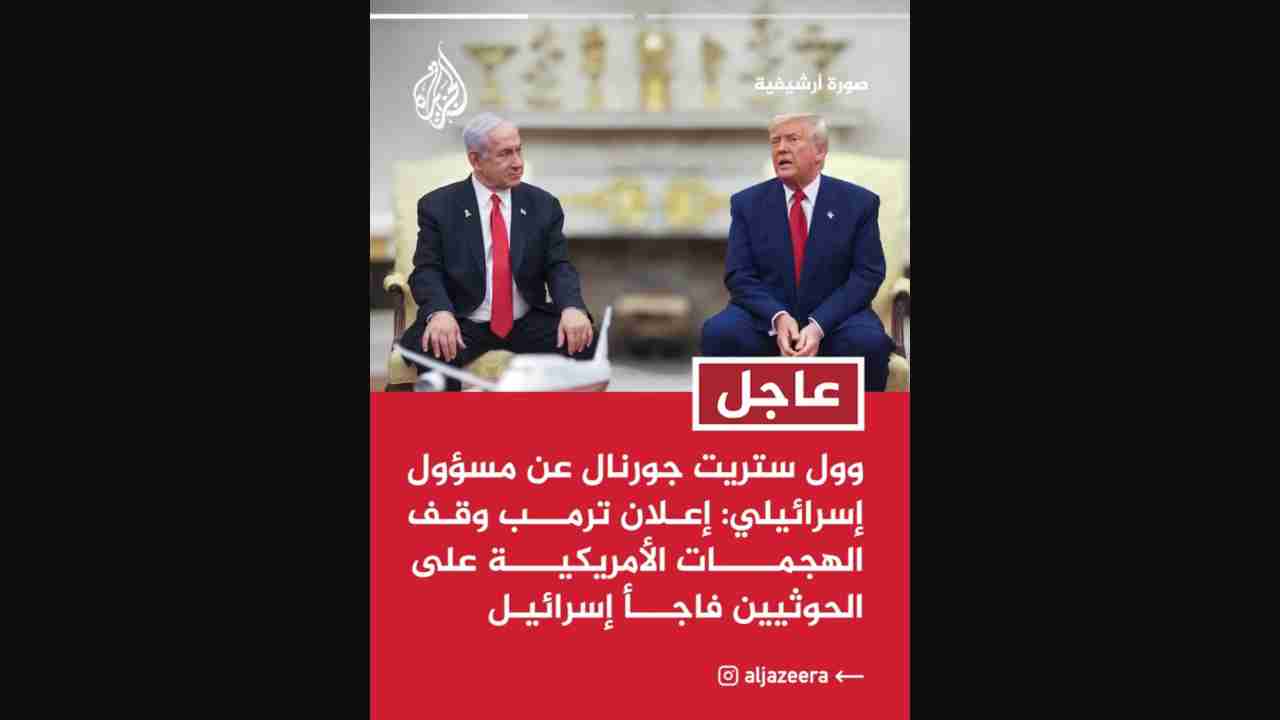 الجزيرة
صورة أرشيفية
عاجل
وول ستريت جورنال عن مسؤول
إسرائيلي: إعلان ترمب وقف
الهجمات الأمريكية على
الحوثيين فاجأ إسرائيل
aljazeera